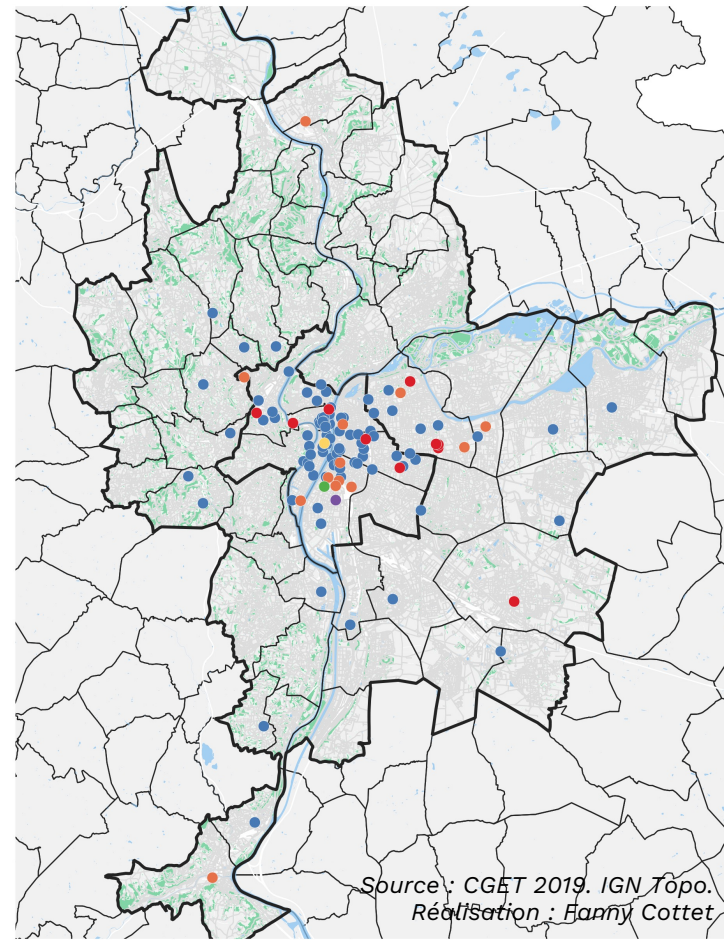 Source : CGET 2019. IGN Topo.
Réalisation : Fanny Cottet